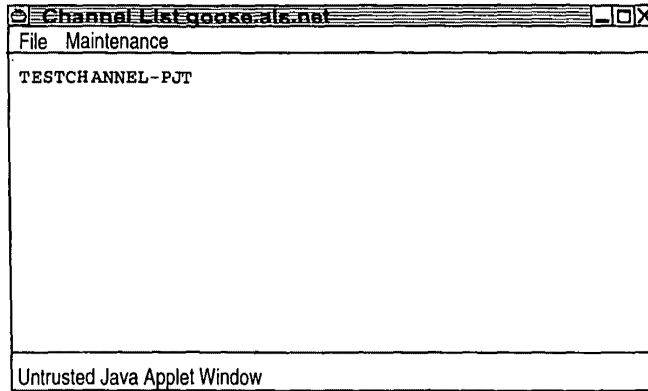 Channel List goose.als.net
File Maintenance
TESTCHANNEL-PJT
Untrusted Java Applet Window